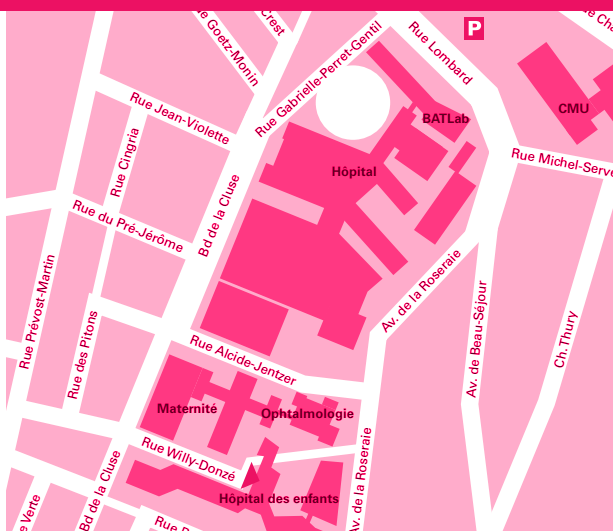 Rue Goetz-Monin
Crest
P
Rue Lombard
Rue Gabrielle-Perret-Gentil
Rue Jean-Violette
BATLab
CMU
Rue Cingria
Hôpital
Rue Michel-Serve
Rue du Pré-Jérôme
Bd de la Cluse
Rue Prévost-Martin
Rue des Pitons
Av. de la Roseraie
Av. de Beau-Séjour
Ch. Thury
Rue Alcide-Jentzer
Maternité
Ophtalmologie
Rue Willy-Donzé
Bd de la Cluse
Av. de la Roseraie
Hôpital des enfants
e Verte